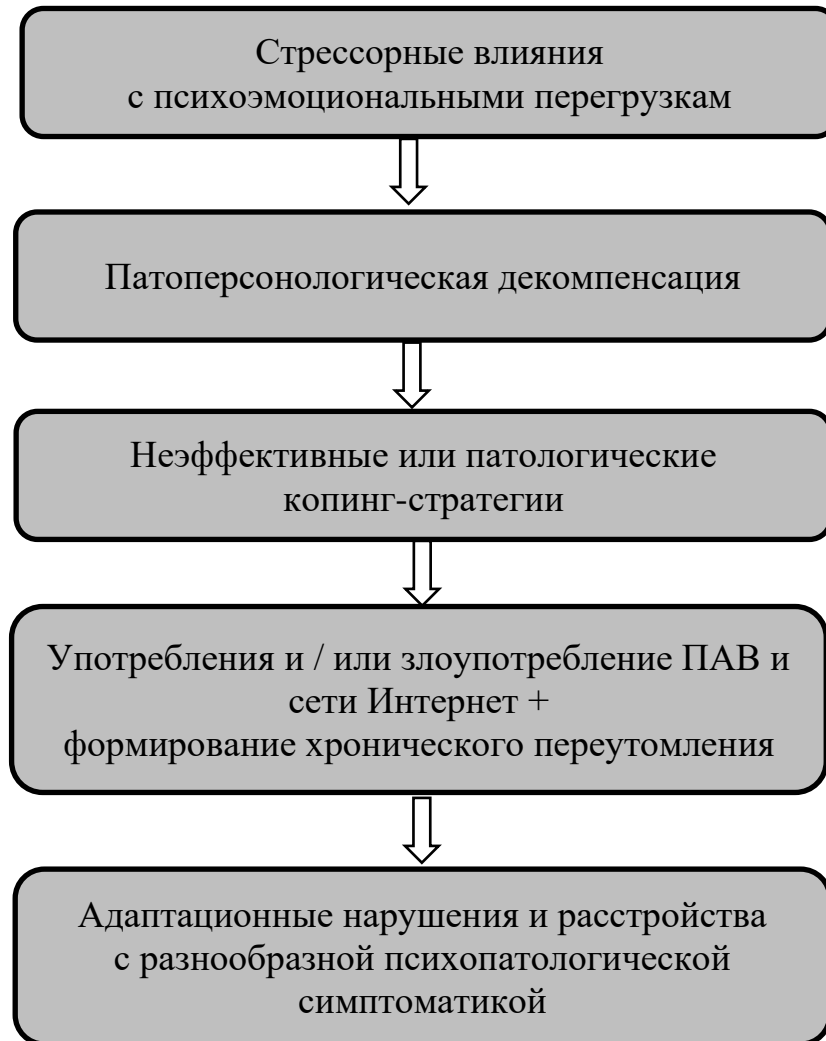 Стрессорные влияния
с психоэмоциональными перегрузкам
Патоперсонологическая декомпенсация
Неэффективные или патологические
копинг-стратегии
Употребления и / или злоупотребление ПАВ и
сети Интернет +
формирование хронического переутомления
Адаптационные нарушения и расстройства
с разнообразной психопатологической
симптоматикой